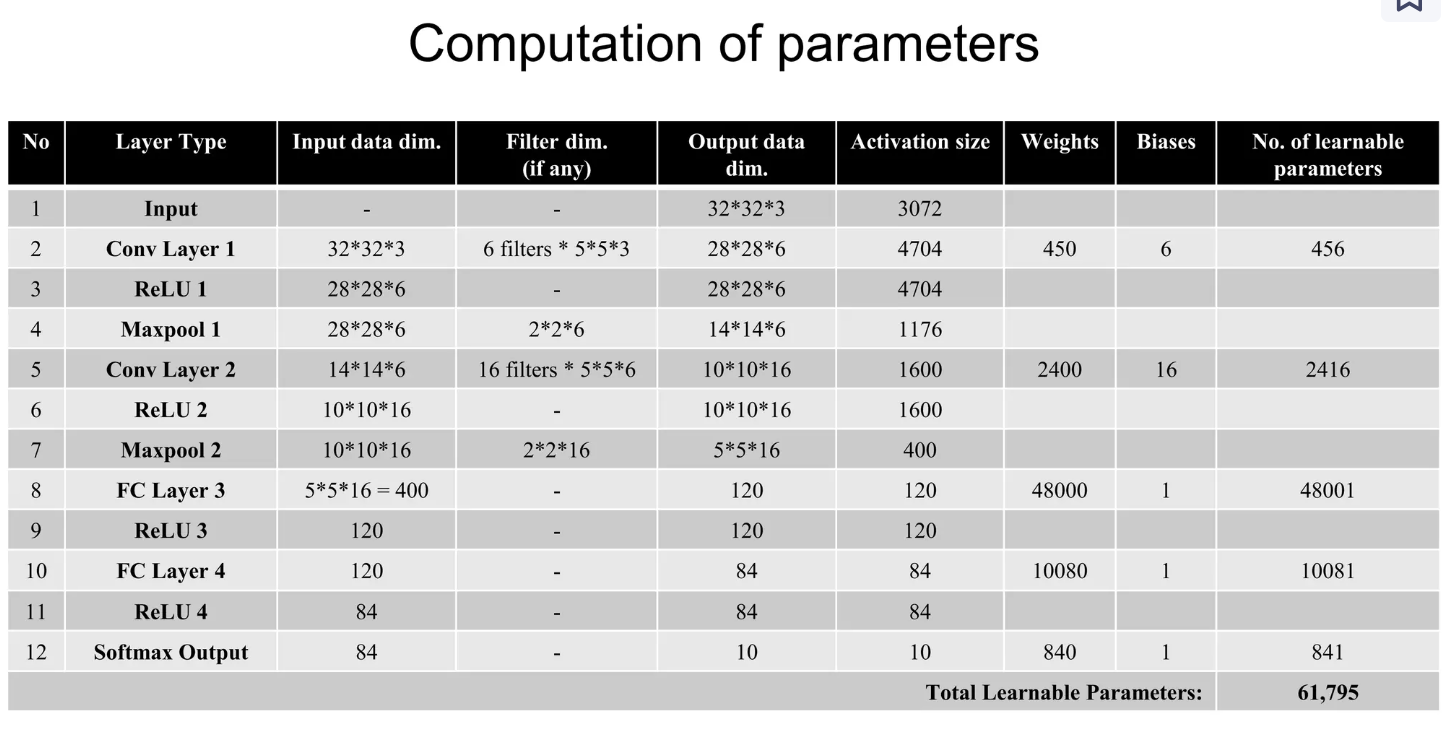 Computation of parameters
No Layer Type Input data dim. Filter dim. (if any) Output data dim. Activation size Weights Biases No. of learnable parameters
1 Input - - 32*32*3 3072
2 Conv Layer 1 32*32*3 6 filters * 5*5*3 28*28*6 4704 450 6 456
3 ReLU 1 28*28*6 - 28*28*6 4704
4 Maxpool 1 28*28*6 2*2*6 14*14*6 1176
5 Conv Layer 2 14*14*6 16 filters * 5*5*6 10*10*16 1600 2400 16 2416
6 ReLU 2 10*10*16 - 10*10*16 1600
7 Maxpool 2 10*10*16 2*2*16 5*5*16 400
8 FC Layer 3 5*5*16 = 400 - 120 120 48000 1 48001
9 ReLU 3 120 - 120 120
10 FC Layer 4 120 - 84 84 10080 1 10081
11 ReLU 4 84 - 84 84
12 Softmax Output 84 - 10 10 840 1 841
Total Learnable Parameters: 61,795